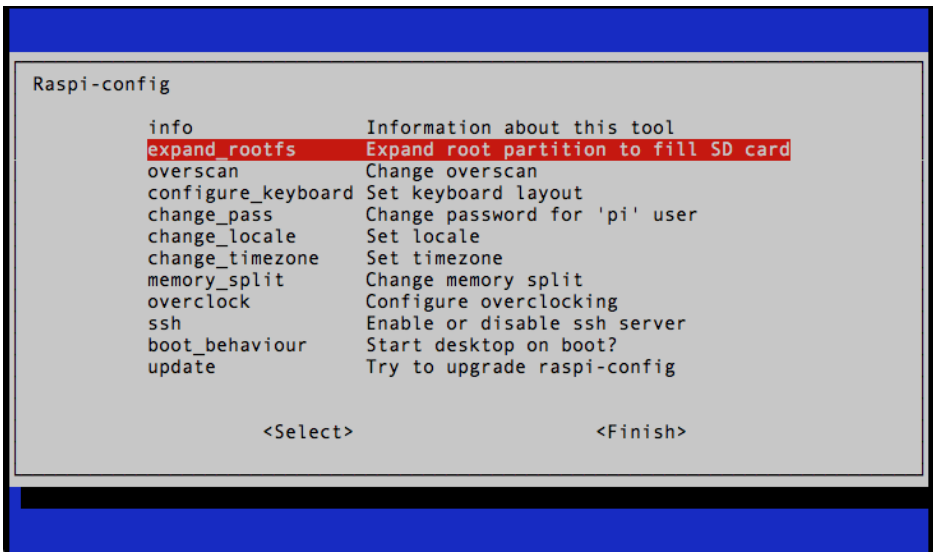 Raspi-config
info Information about this tool
expand_rootfs Expand root partition to fill SD card
overscan Change overscan
configure_keyboard Set keyboard layout
change_pass Change password for 'pi' user
change_locale Set locale
change_timezone Set timezone
memory_split Change memory split
overclock Configure overclocking
ssh Enable or disable ssh server
boot_behaviour Start desktop on boot?
update Try to upgrade raspi-config
<Select> <Finish>